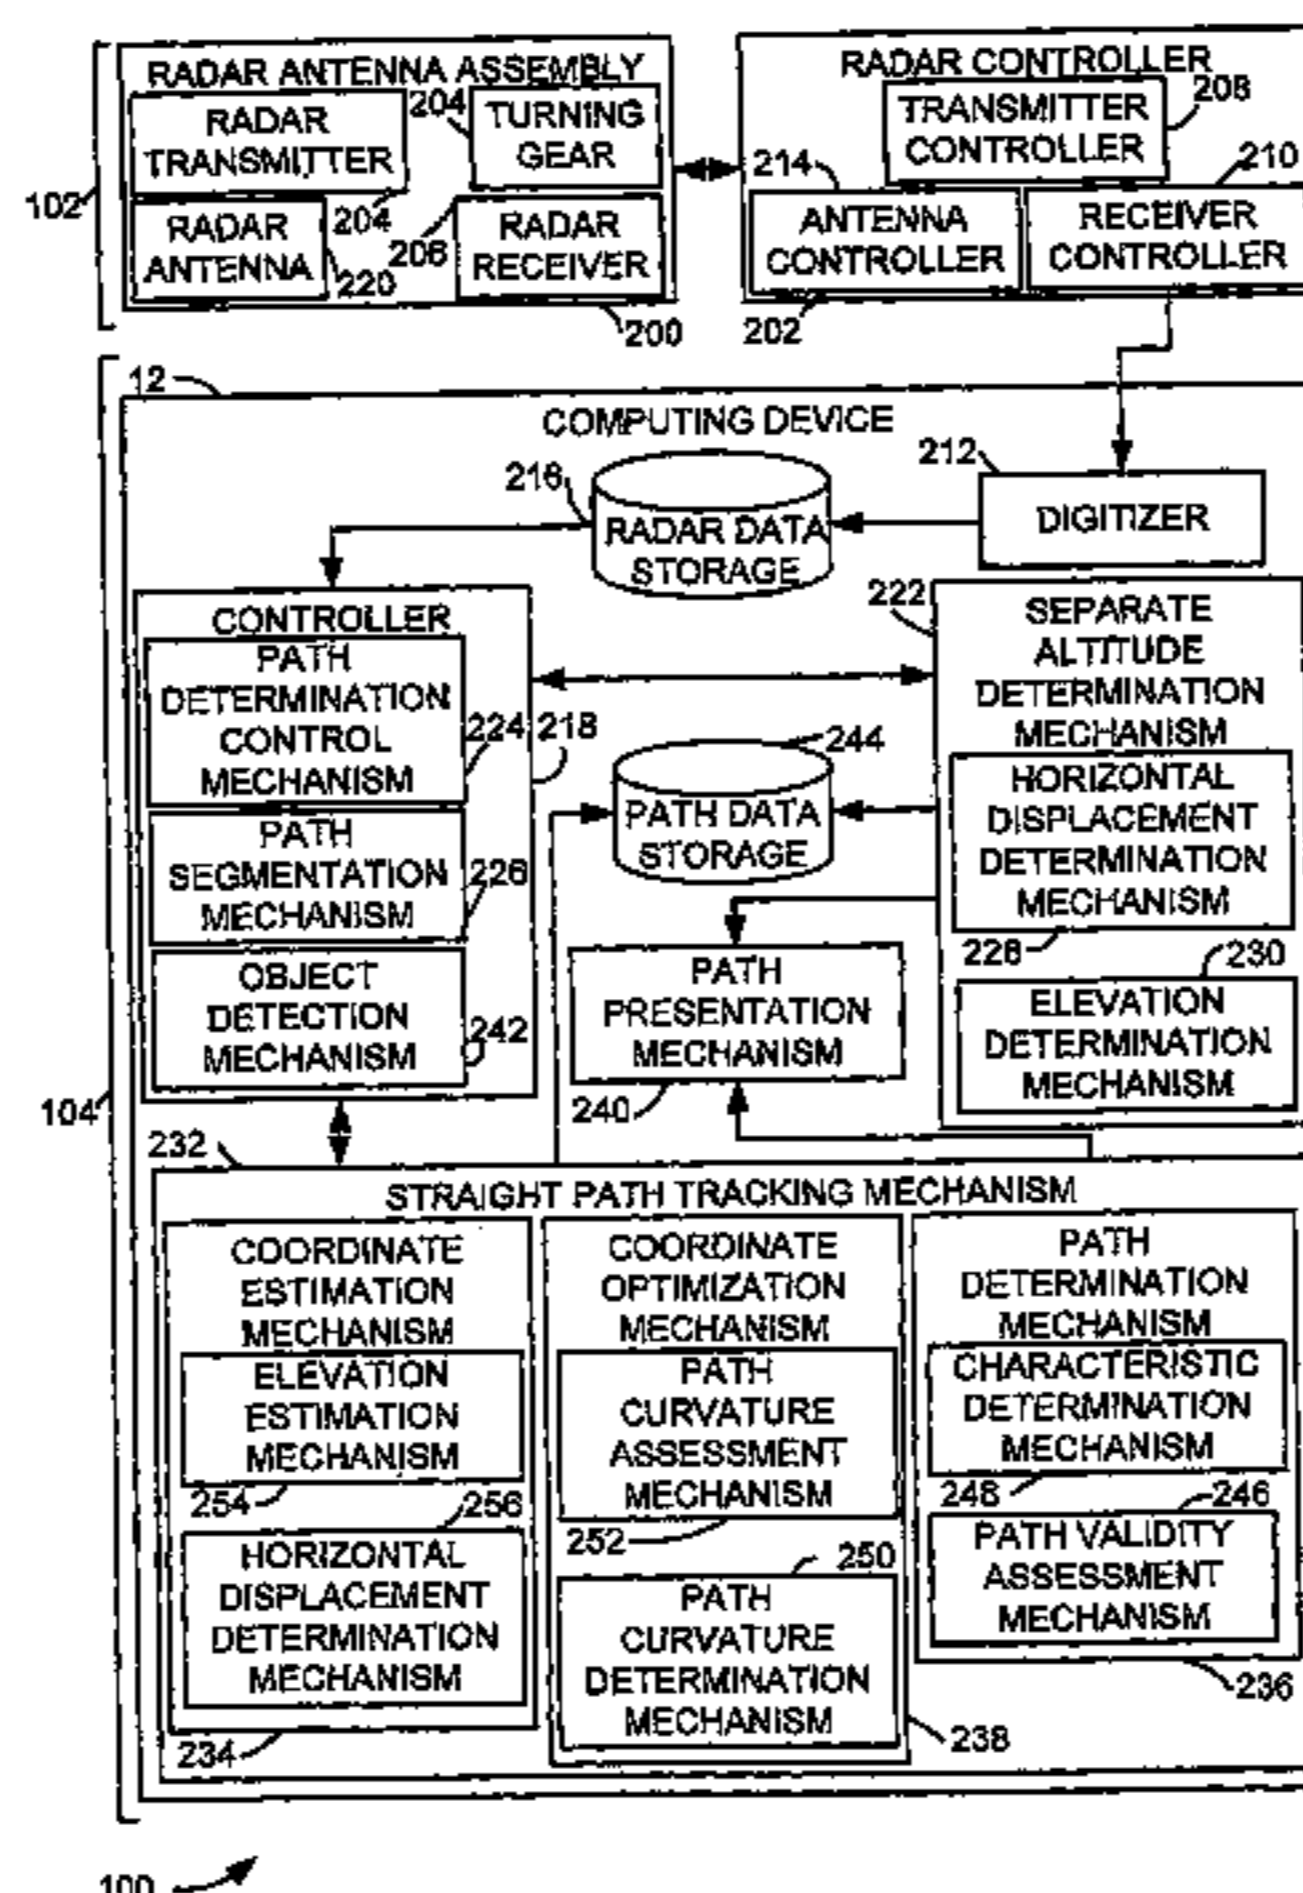 RADAR ANTENNA ASSEMBLY
RADAR
TRANSMITTER
204
204
TURNING
GEAR
RADAR
ANTENNA
220
206
RADAR
RECEIVER
200
102
RADAR CONTROLLER
TRANSMITTER
CONTROLLER
208
214
ANTENNA
CONTROLLER
202
210
RECEIVER
CONTROLLER
104
12
COMPUTING DEVICE
212
DIGITIZER
216
RADAR DATA
STORAGE
CONTROLLER
PATH
DETERMINATION
CONTROL
MECHANISM
224
218
PATH
SEGMENTATION
MECHANISM
226
OBJECT
DETECTION
MECHANISM
242
244
PATH DATA
STORAGE
PATH
PRESENTATION
MECHANISM
240
222
SEPARATE
ALTITUDE
DETERMINATION
MECHANISM
HORIZONTAL
DISPLACEMENT
DETERMINATION
MECHANISM
228
230
ELEVATION
DETERMINATION
MECHANISM
232
STRAIGHT PATH TRACKING MECHANISM
COORDINATE
ESTIMATION
MECHANISM
ELEVATION
ESTIMATION
MECHANISM
254
256
HORIZONTAL
DISPLACEMENT
DETERMINATION
MECHANISM
234
COORDINATE
OPTIMIZATION
MECHANISM
PATH
CURVATURE
ASSESSMENT
MECHANISM
252
250
PATH
CURVATURE
DETERMINATION
MECHANISM
238
PATH
DETERMINATION
MECHANISM
CHARACTERISTIC
DETERMINATION
MECHANISM
248
246
PATH VALIDITY
ASSESSMENT
MECHANISM
236
100